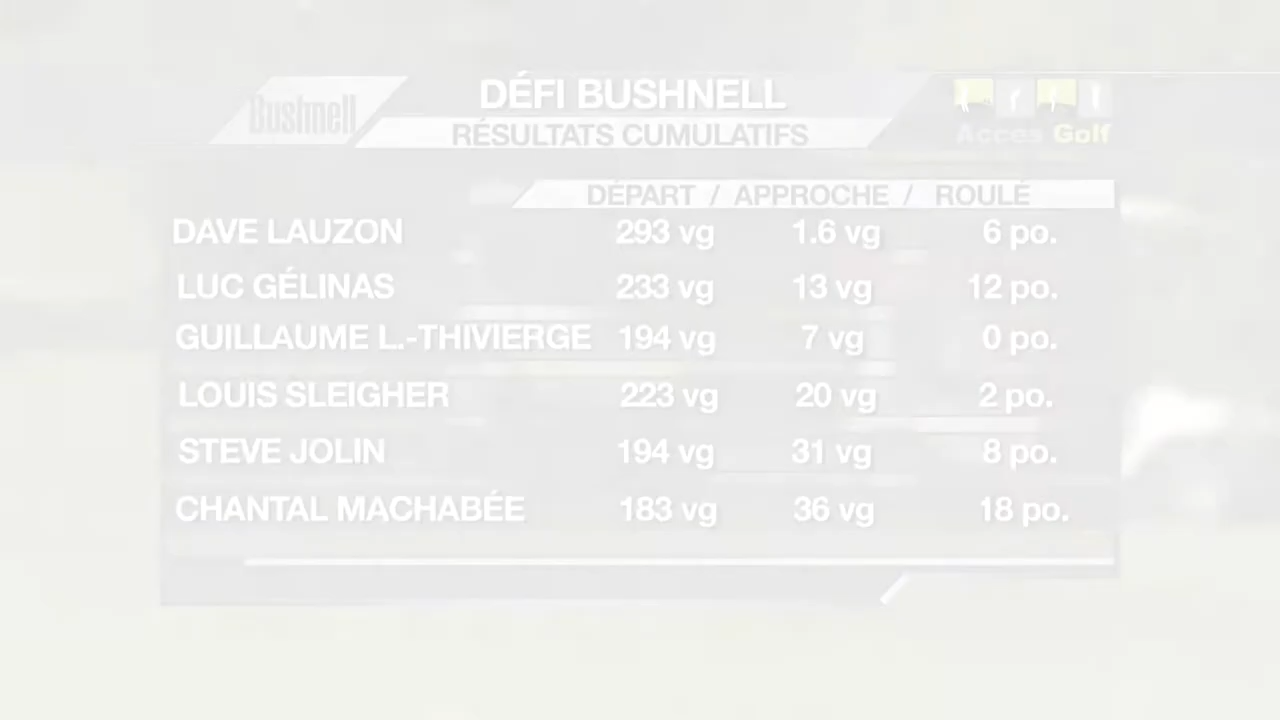 Bushnell
DÉFI BUSHNELL
RÉSULTATS CUMULATIFS
Acces Golf
DÉPART / APPROCHE / ROULÉ
DAVE LAUZON 293 vg 1.6 vg 6 po.
LUC GÉLINAS 233 vg 13 vg 12 po.
GUILLAUME L.-THIVIERGE 194 vg 7 vg 0 po.
LOUIS SLEIGHER 223 vg 20 vg 2 po.
STEVE JOLIN 194 vg 31 vg 8 po.
CHANTAL MACHABÉE 183 vg 36 vg 18 po.